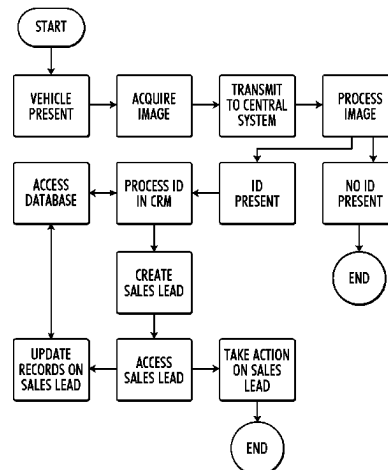 START
VEHICLE
PRESENT
ACQUIRE
IMAGE
TRANSMIT
TO CENTRAL
SYSTEM
PROCESS
IMAGE
ACCESS
DATABASE
PROCESS ID
IN CRM
ID
PRESENT
NO ID
PRESENT
CREATE
SALES LEAD
END
UPDATE
RECORDS ON
SALES LEAD
ACCESS
SALES LEAD
TAKE ACTION
ON SALES
LEAD
END